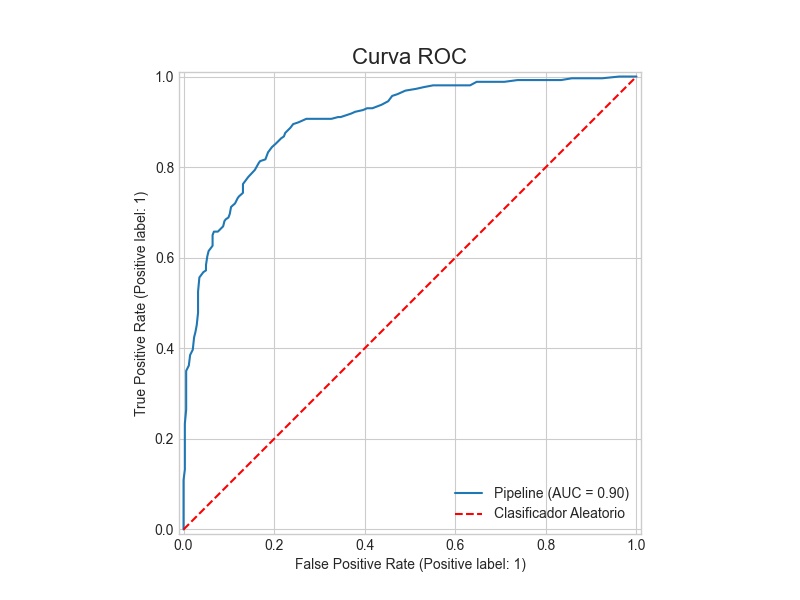 Curva ROC
True Positive Rate (Positive label: 1)
1.0
0.8
0.6
0.4
0.2
0.0
Pipeline (AUC = 0.90)
Clasificador Aleatorio
0.0 0.2 0.4 0.6 0.8 1.0
False Positive Rate (Positive label: 1)